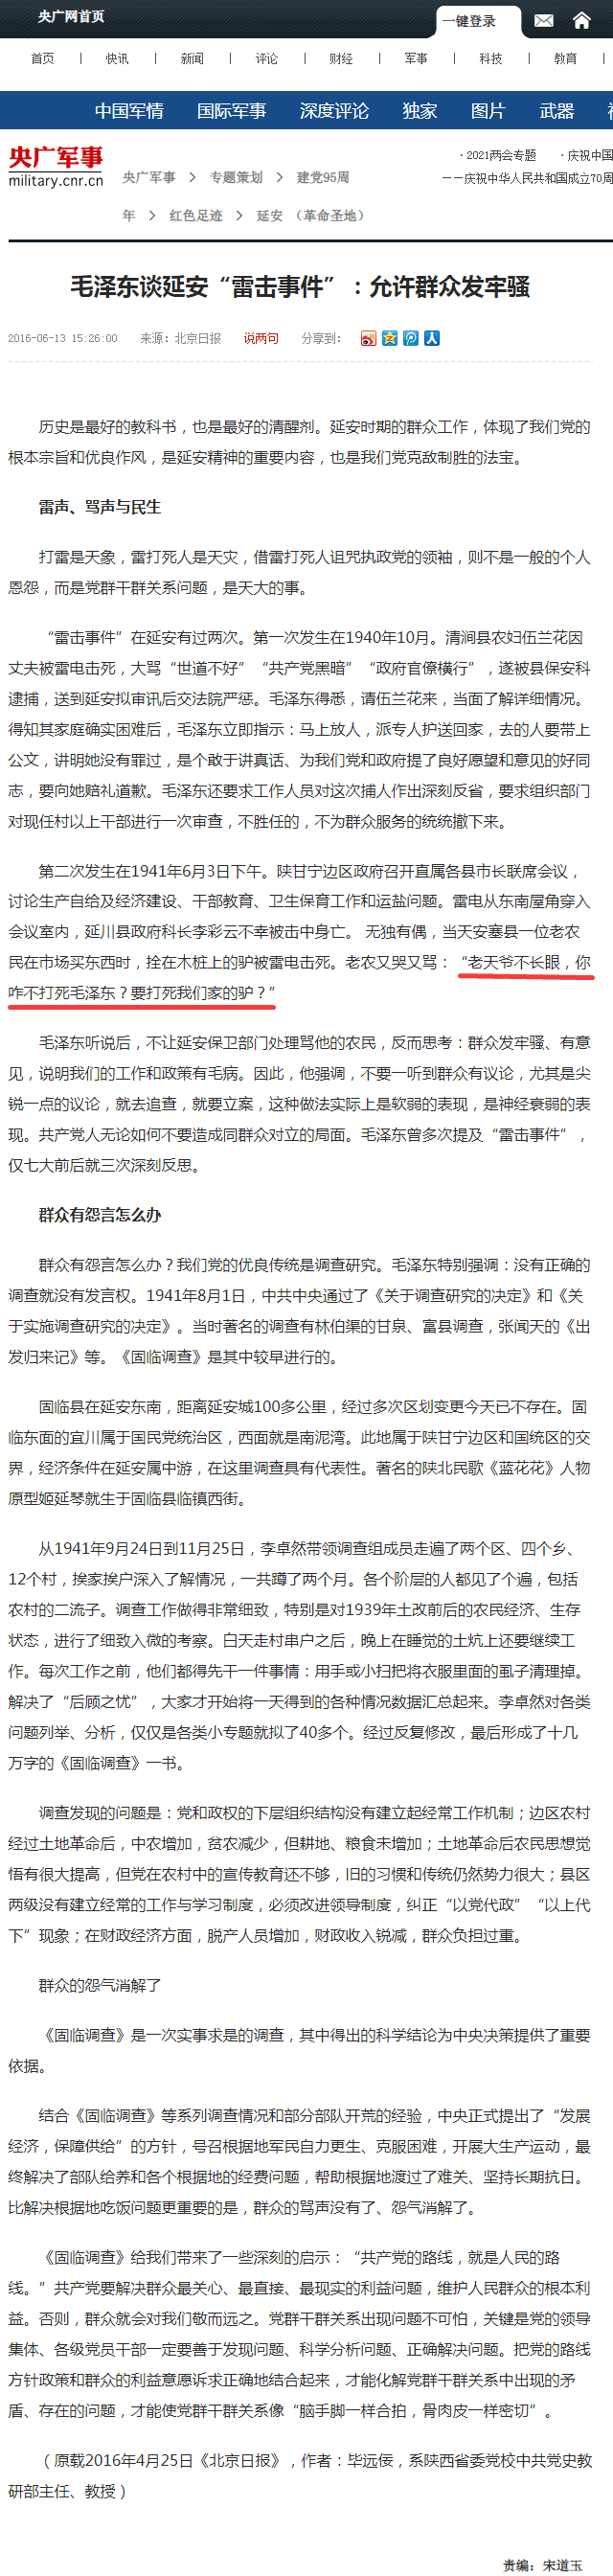 央广网首页
一键登录
首页 | 快讯 | 新闻 | 评论 | 财经 | 军事 | 科技 | 教育 |
中国军情 国际军事 深度评论 独家 图片 武器
央广军事
military.cnr.cn
央广军事 > 专题策划 > 建党95周
年 > 红色足迹 > 延安 (革命圣地)
·2021两会专题 ·庆祝中国
——庆祝中华人民共和国成立70周
毛泽东谈延安“雷击事件”：允许群众发牢骚
2016-06-13 15:26:00 来源：北京日报 说两句 分享到：
历史是最好的教科书，也是最好的清醒剂。延安时期的群众工作，体现了我们党的
根本宗旨和优良作风，是延安精神的重要内容，也是我们党克敌制胜的法宝。
雷声、骂声与民生
打雷是天象，雷打死人是天灾，借雷打死人诅咒执政党的领袖，则不是一般的个人
恩怨，而是党群干群关系问题，是天大的事。
“雷击事件”在延安有过两次。第一次发生在1940年10月。清涧县农妇伍兰花因
丈夫被雷电击死，大骂“世道不好”“共产党黑暗”“政府官僚横行”，遂被县保安科
逮捕，送到延安拟审讯后交法院严惩。毛泽东得悉，请伍兰花来，当面了解详细情况。
得知其家庭确实困难后，毛泽东立即指示：马上放人，派专人护送回家，去的人要带上
公文，讲明她没有罪过，是个敢于讲真话、为我们党和政府提了良好愿望和意见的好同
志，要向她赔礼道歉。毛泽东还要求工作人员对这次捕人作出深刻反省，要求组织部门
对现任村以上干部进行一次审查，不胜任的，不为群众服务的统统撤下来。
第二次发生在1941年6月3日下午。陕甘宁边区政府召开直属各县市长联席会议，
讨论生产自给及经济建设、干部教育、卫生保育工作和运盐问题。雷电从东南屋角穿入
会议室内，延川县政府科长李彩云不幸被击中身亡。 无独有偶，当天安塞县一位老农
民在市场买东西时，拴在木桩上的驴被雷电击死。老农又哭又骂：“老天爷不长眼，你
咋不打死毛泽东？要打死我们家的驴？”
毛泽东听说后，不让延安保卫部门处理骂他的农民，反而思考：群众发牢骚、有意
见，说明我们的工作和政策有毛病。因此，他强调，不要一听到群众有议论，尤其是尖
锐一点的议论，就去追查，就要立案，这种做法实际上是软弱的表现，是神经衰弱的表
现。共产党人无论如何不要造成同群众对立的局面。毛泽东曾多次提及“雷击事件”，
仅七大前后就三次深刻反思。
群众有怨言怎么办
群众有怨言怎么办？我们党的优良传统是调查研究。毛泽东特别强调：没有正确的
调查就没有发言权。1941年8月1日，中共中央通过了《关于调查研究的决定》和《关
于实施调查研究的决定》。当时著名的调查有林伯渠的甘泉、富县调查，张闻天的《出
发归来记》等。《固临调查》是其中较早进行的。
固临县在延安东南，距离延安城100多公里，经过多次区划变更今天已不存在。固
临东面的宜川属于国民党统治区，西面就是南泥湾。此地属于陕甘宁边区和国统区的交
界，经济条件在延安属中游，在这里调查具有代表性。著名的陕北民歌《蓝花花》人物
原型姬延琴就生于固临县临镇西街。
从1941年9月24日到11月25日，李卓然带领调查组成员走遍了两个区、四个乡、
12个村，挨家挨户深入了解情况，一共蹲了两个月。各个阶层的人都见了个遍，包括
农村的二流子。调查工作做得非常细致，特别是对1939年土改前后的农民经济、生存
状态，进行了细致入微的考察。白天走村串户之后，晚上在睡觉的土炕上还要继续工
作。每次工作之前，他们都得先干一件事情：用手或小扫把将衣服里面的虱子清理掉。
解决了“后顾之忧”，大家才开始将一天得到的各种情况数据汇总起来。李卓然对各类
问题列举、分析，仅仅是各类小专题就拟了40多个。经过反复修改，最后形成了十几
万字的《固临调查》一书。
调查发现的问题是：党和政权的下层组织结构没有建立起经常工作机制；边区农村
经过土地革命后，中农增加，贫农减少，但耕地、粮食未增加；土地革命后农民思想觉
悟有很大提高，但党在农村中的宣传教育还不够，旧的习惯和传统仍然势力很大；县区
两级没有建立经常的工作与学习制度，必须改进领导制度，纠正“以党代政”“以上代
下”现象；在财政经济方面，脱产人员增加，财政收入锐减，群众负担过重。
群众的怨气消解了
《固临调查》是一次实事求是的调查，其中得出的科学结论为中央决策提供了重要
依据。
结合《固临调查》等系列调查情况和部分部队开荒的经验，中央正式提出了“发展
经济，保障供给”的方针，号召根据地军民自力更生、克服困难，开展大生产运动，最
终解决了部队给养和各个根据地的经费问题，帮助根据地渡过了难关、坚持长期抗日。
比解决根据地吃饭问题更重要的是，群众的骂声没有了、怨气消解了。
《固临调查》给我们带来了一些深刻的启示：“共产党的路线，就是人民的路
线。”共产党要解决群众最关心、最直接、最现实的利益问题，维护人民群众的根本利
益。否则，群众就会对我们敬而远之。党群干群关系出现问题不可怕，关键是党的领导
集体、各级党员干部一定要善于发现问题、科学分析问题、正确解决问题。把党的路线
方针政策和群众的利益意愿诉求正确地结合起来，才能化解党群干群关系中出现的矛
盾、存在的问题，才能使党群干群关系像“脑手脚一样合拍，骨肉皮一样密切”。
（原载2016年4月25日《北京日报》，作者：毕远佞，系陕西省委党校中共党史教
研部主任、教授）
责编：宋道玉